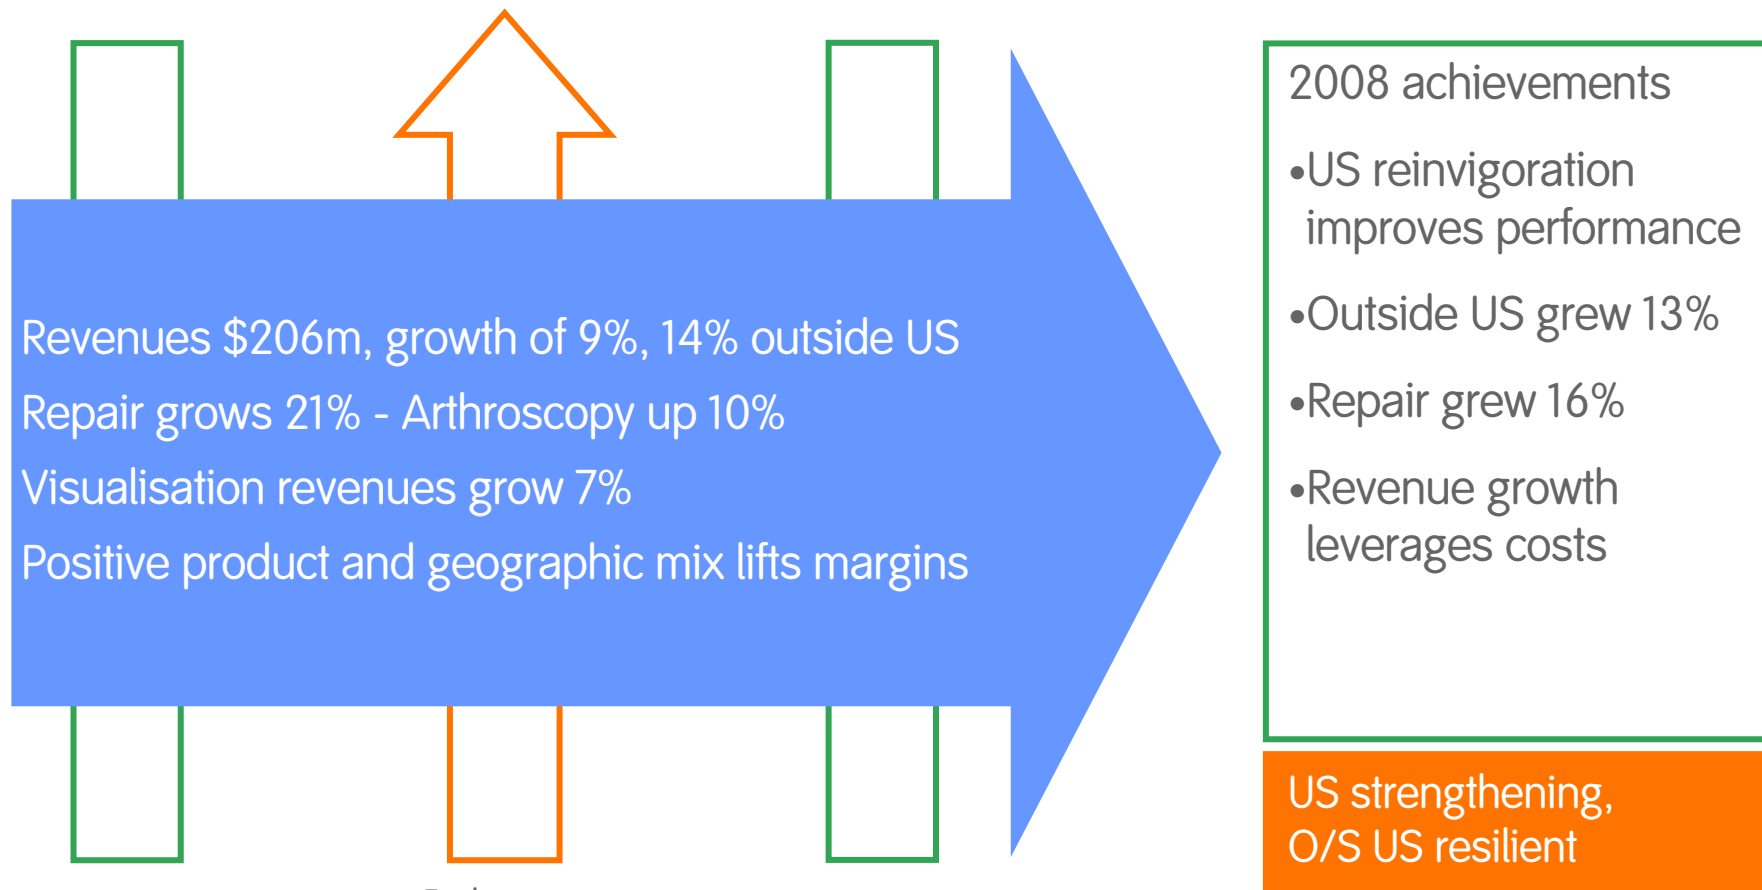 Revenues $206m, growth of 9%, 14% outside US
Repair grows 21% - Arthroscopy up 10%
Visualisation revenues grow 7%
Positive product and geographic mix lifts margins
2008 achievements
•US reinvigoration
improves performance
•Outside US grew 13%
•Repair grew 16%
•Revenue growth
leverages costs
US strengthening,
O/S US resilient